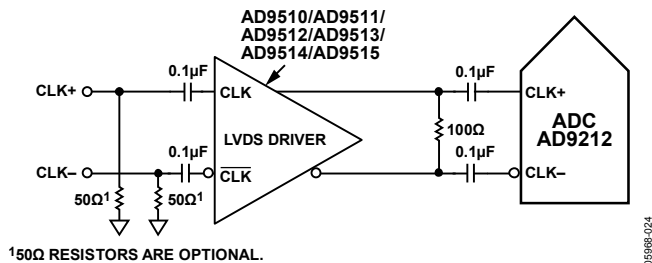 AD9510/AD9511/
AD9512/AD9513/
AD9514/AD9515
0.1µF
CLK+
CLK
0.1µF
CLK+
LVDS DRIVER
100Ω
ADC
AD9212
0.1µF
CLK–
CLK
0.1µF
CLK–
50Ω1
50Ω1
150Ω RESISTORS ARE OPTIONAL.
05968-024